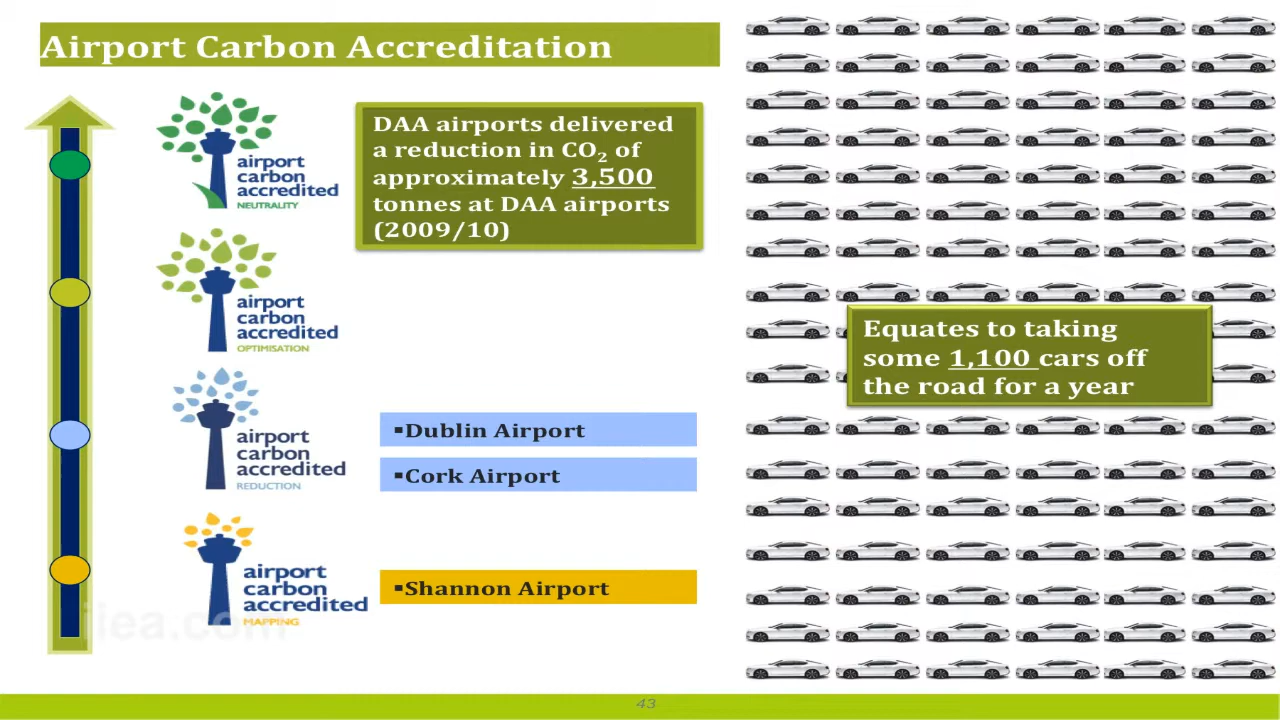 Airport Carbon Accreditation
airport
carbon
accredited
NEUTRALITY
DAA airports delivered
a reduction in CO₂ of
approximately 3,500
tonnes at DAA airports
(2009/10)
airport
carbon
accredited
OPTIMISATION
Equates to taking
some 1,100 cars off
the road for a year
airport
carbon
accredited
REDUCTION
▪Dublin Airport
▪Cork Airport
airport
carbon
accredited
MAPPING
▪Shannon Airport
iiea.com
43